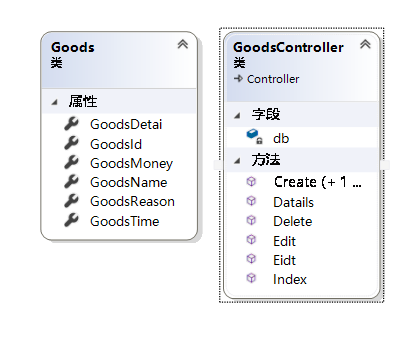 Goods
类
属性
GoodsDetai
GoodsId
GoodsMoney
GoodsName
GoodsReason
GoodsTime
GoodsController
类
Controller
字段
db
方法
Create (+ 1 ...
Datails
Delete
Edit
Eidt
Index